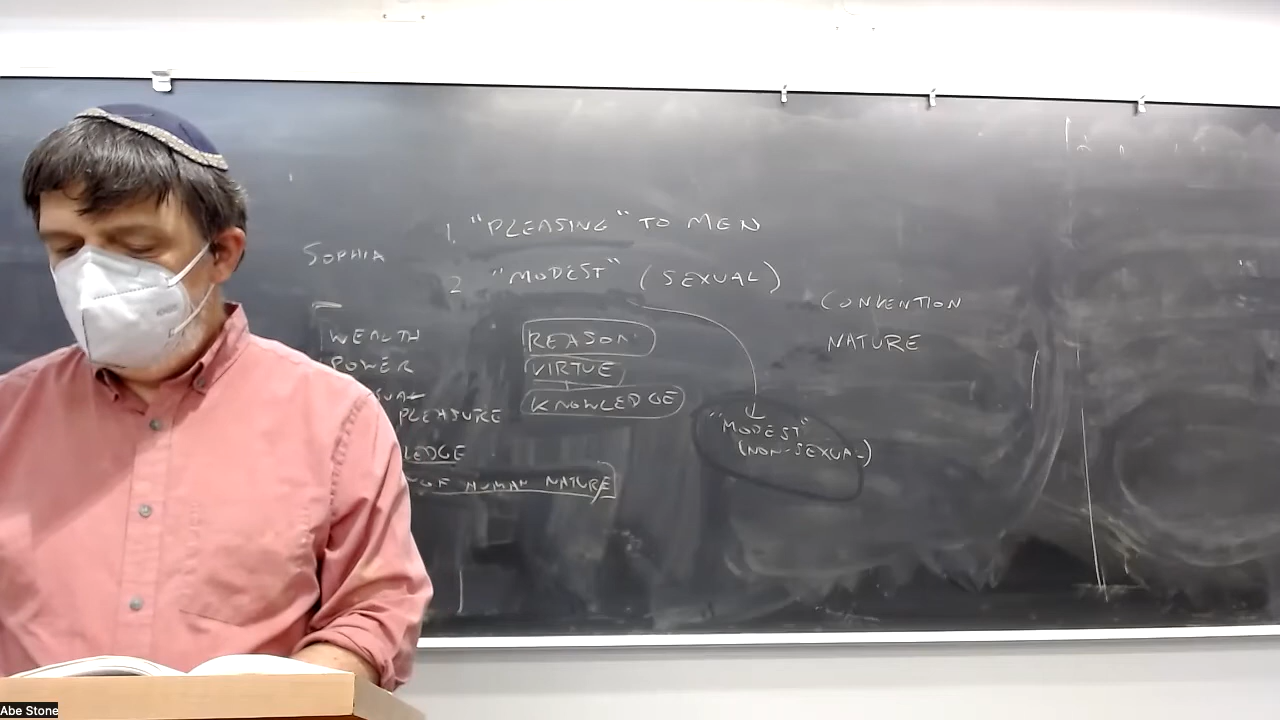 1. "PLEASING" TO MEN
SOPHIA
2 "MODEST" (SEXUAL)
CONVENTION
NATURE
WEALTH
POWER
PLEASURE
LEDGE
OF HUMAN NATURE
REASON
VIRTUE
KNOWLEDGE
"MODEST"
(NON-SEXUAL)
Abe Stone